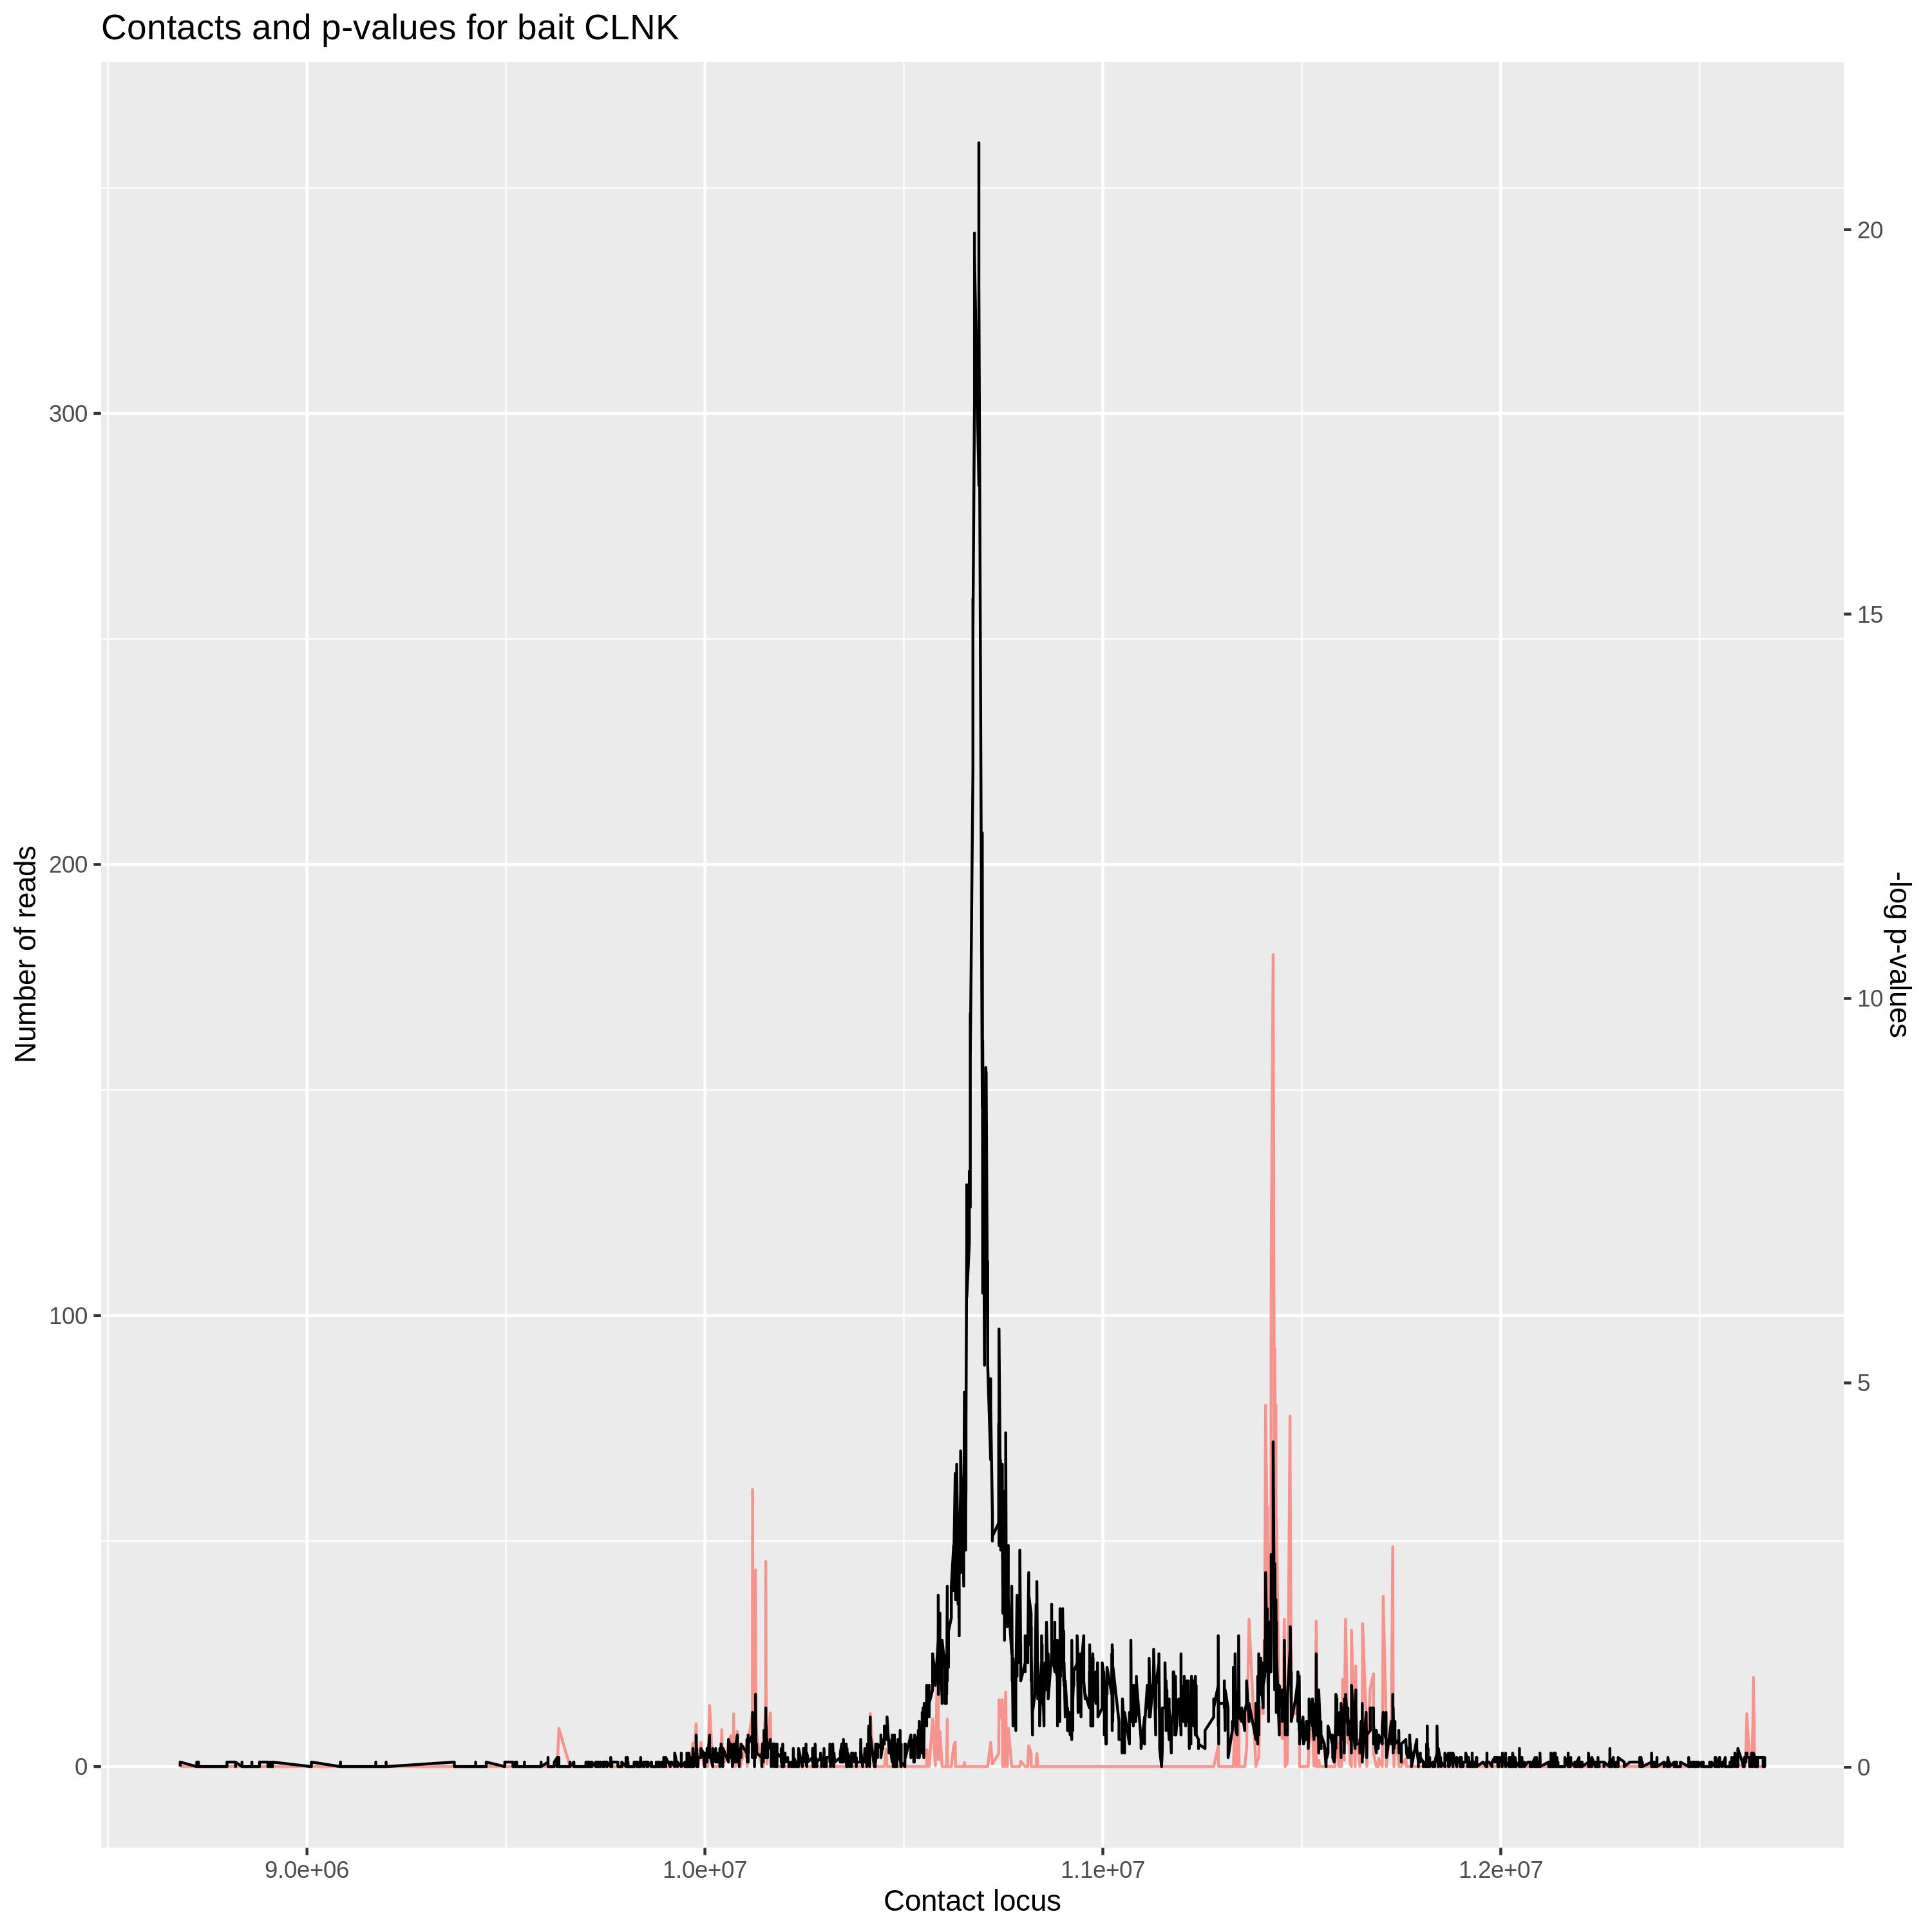 Contacts and p-values for bait CLNK
300
200
100
0
Number of reads
20
15
10
5
0
-log p-values
9.0e+06
1.0e+07
1.1e+07
1.2e+07
Contact locus